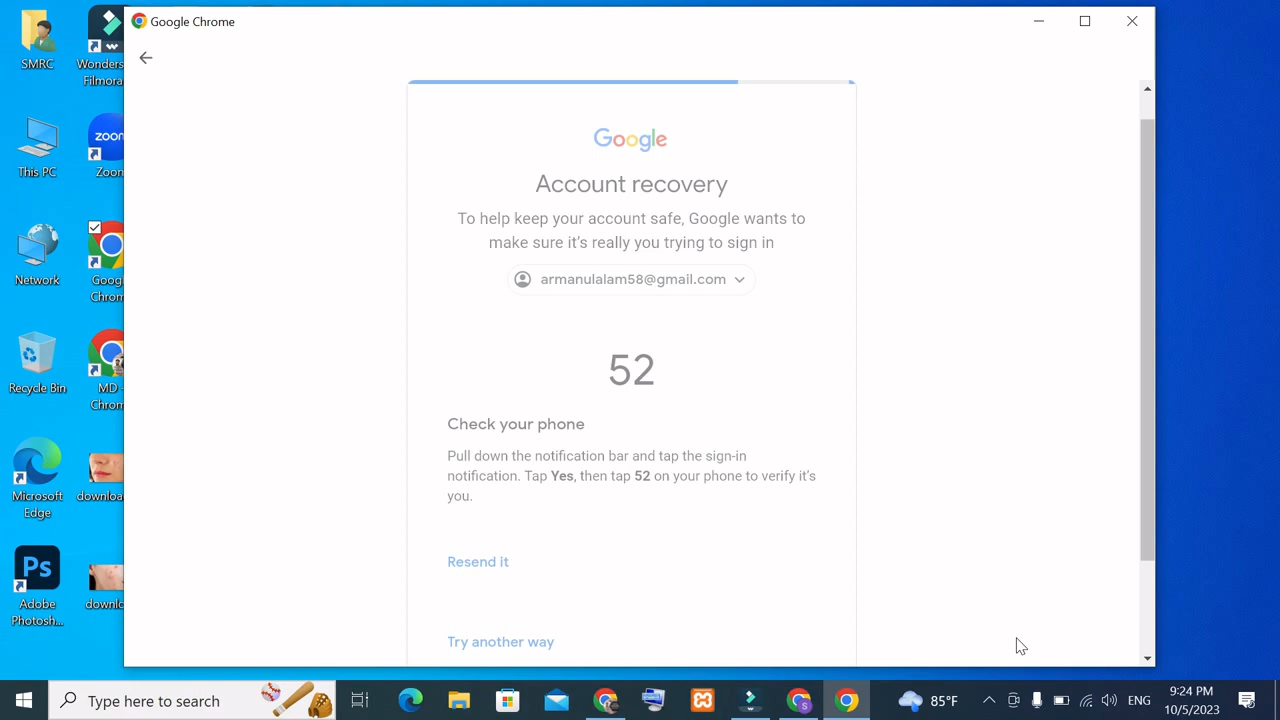 Google Chrome
SMRC
Wonders
Filmora
This PC
zoom
Zoom
Network
Googl
Chrom
Recycle Bin
MD -
Chrom
Microsoft
Edge
downloa
Ps
Adobe
Photosh...
downlo
Google
Account recovery
To help keep your account safe, Google wants to
make sure it's really you trying to sign in
armanulalam58@gmail.com
52
Check your phone
Pull down the notification bar and tap the sign-in
notification. Tap Yes, then tap 52 on your phone to verify it's
you.
Resend it
Try another way
Type here to search
S
85°F
ENG
9:24 PM
10/5/2023